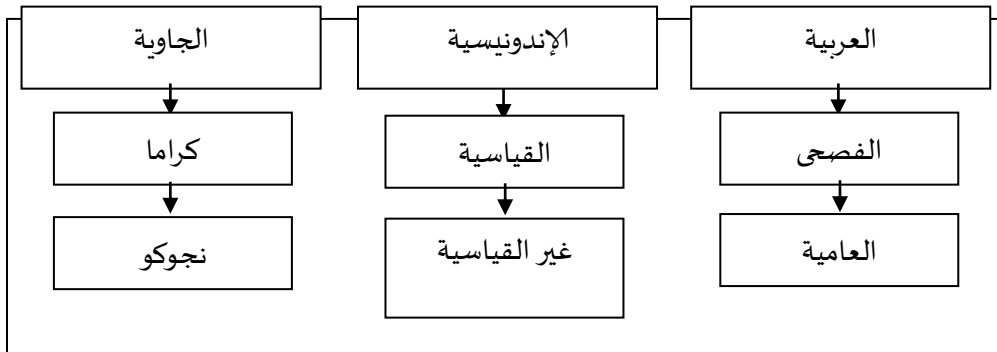 العربية
الإندونيسية
الجاوية
الفصحى
القياسية
كراما
العامية
غير القياسية
نجوكو